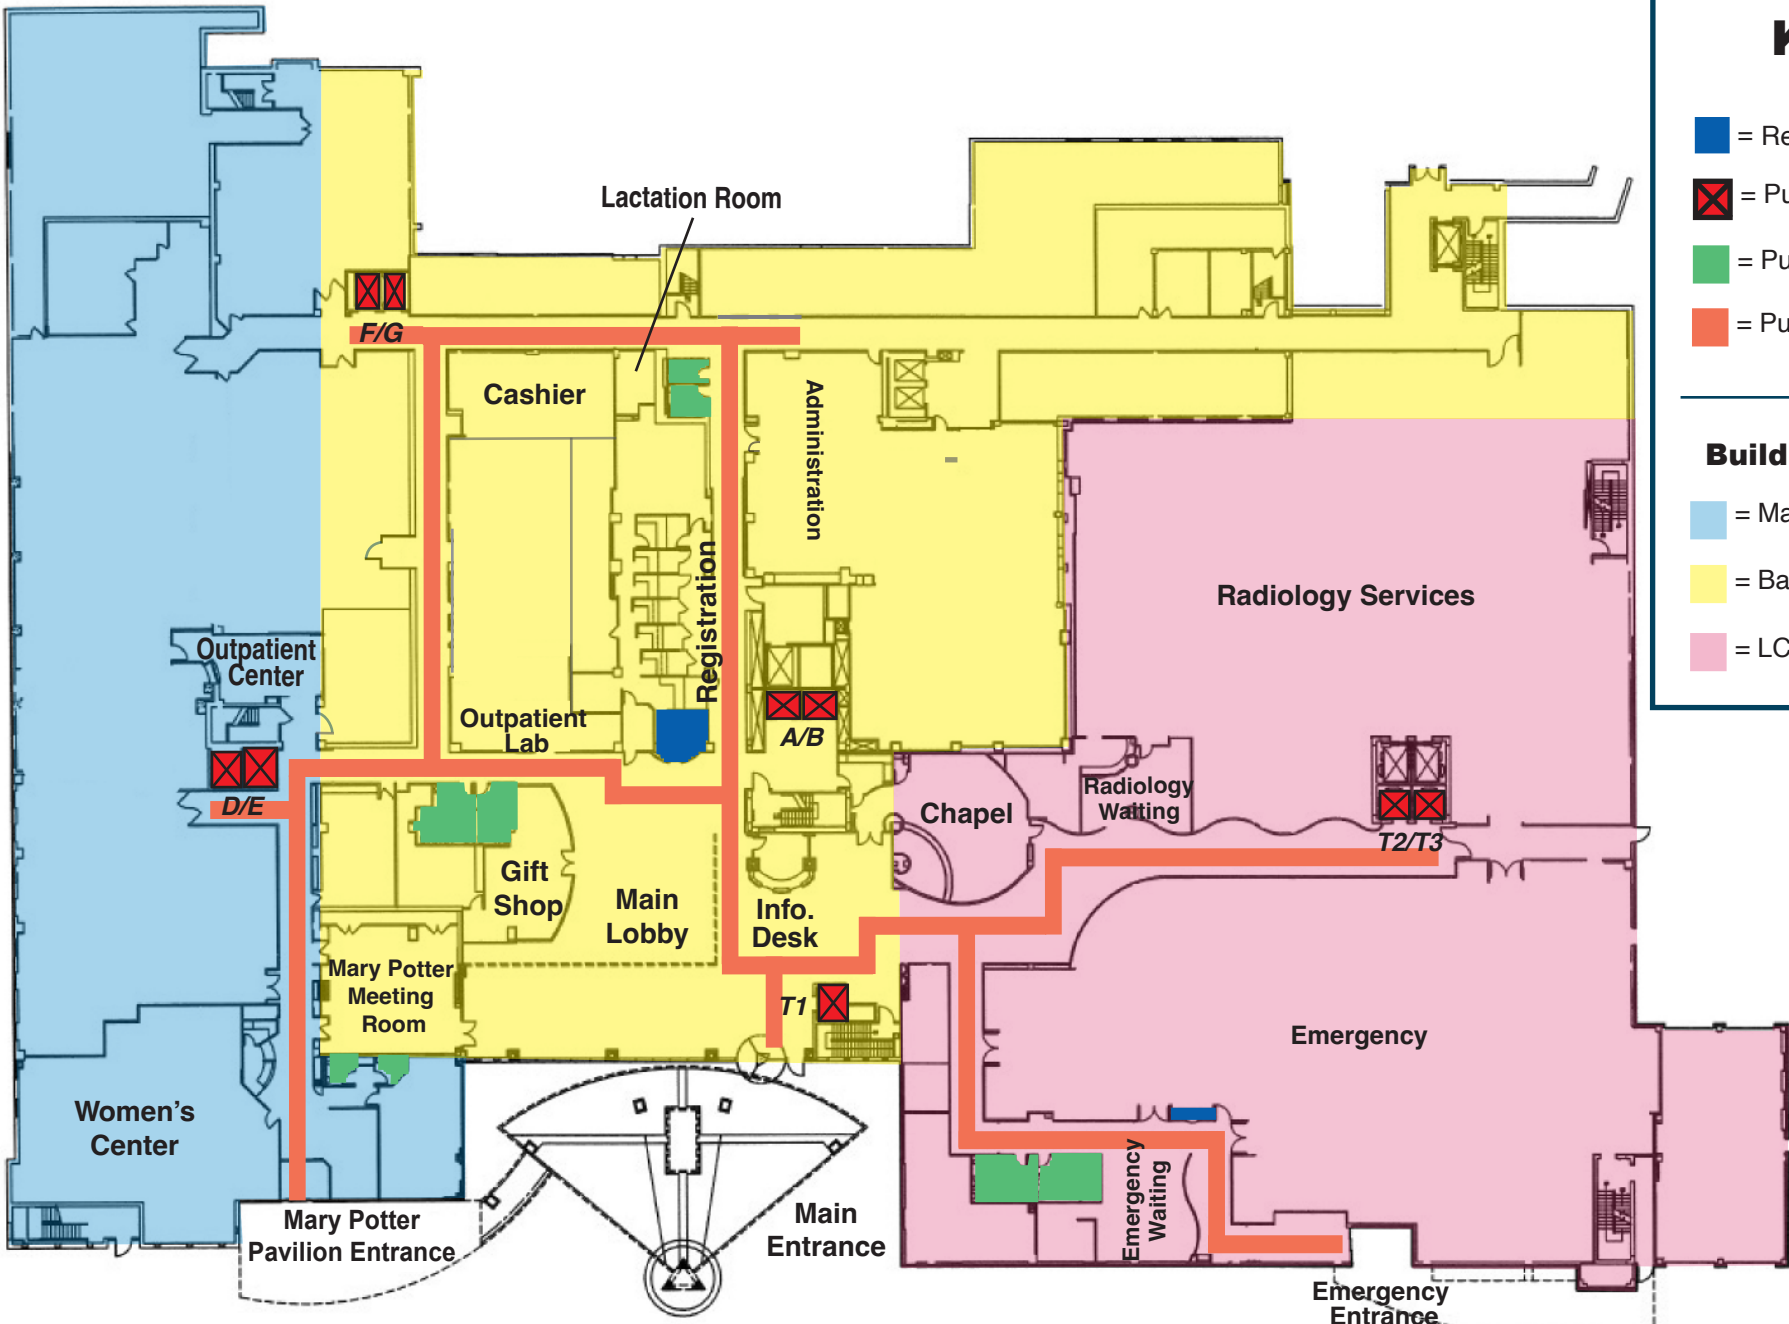 Lactation Room
F/G
Cashier
Administration
Registration
Radiology Services
Outpatient
Center
Outpatient
Lab
A/B
D/E
Chapel
Radiology
Waiting
T2/T3
Gift
Shop
Main
Lobby
Info.
Desk
Mary Potter
Meeting
Room
T1
Emergency
Women's
Center
Emergency
Waiting
Mary Potter
Pavilion Entrance
Main
Entrance
Emergency
Entrance
K
= Re
= Pu
= Pu
= Pu
Build
= Ma
= Ba
= LC